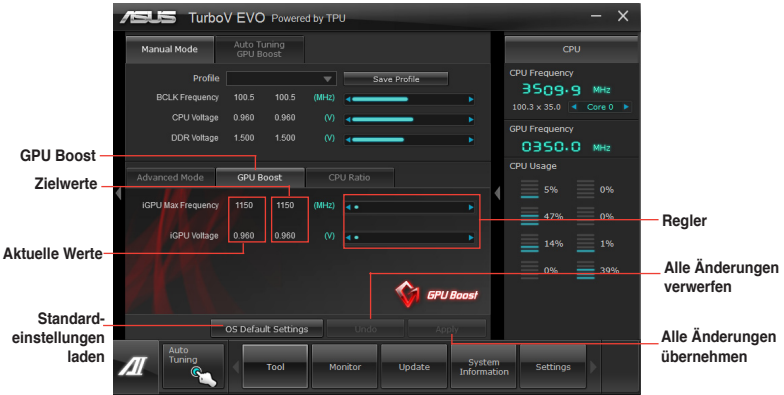 ASUS TurboV EVO Powered by TPU
Manual Mode
Auto Tuning
GPU Boost
Profile
Save Profile
BCLK Frequency 100.5 100.5 (MHz)
CPU Voltage 0.960 0.960 (V)
DDR Voltage 1.500 1.500 (V)
Advanced Mode GPU Boost CPU Ratio
iGPU Max Frequency 1150 1150 (MHz)
iGPU Voltage 0.960 0.960 (V)
GPU Boost
OS Default Settings Undo Apply
CPU
CPU Frequency
3509.9 MHz
100.3 x 35.0 Core 0
GPU Frequency
0350.0 MHz
CPU Usage
5% 0%
47% 0%
14% 1%
0% 39%
AI
Auto
Tuning
Tool
Monitor
Update
System
Information
Settings
GPU Boost
Zielwerte
Aktuelle Werte
Standard-
einstellungen
laden
Regler
Alle Änderungen
verwerfen
Alle Änderungen
übernehmen